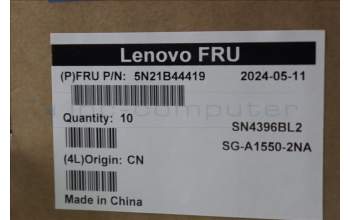 Lenovo FRU
(P)FRU P/N: 5N21B44419 2024-05-11
Quantity: 10 SN4396BL2
SG-A1550-2NA
(4L)Origin: CN
Made in China